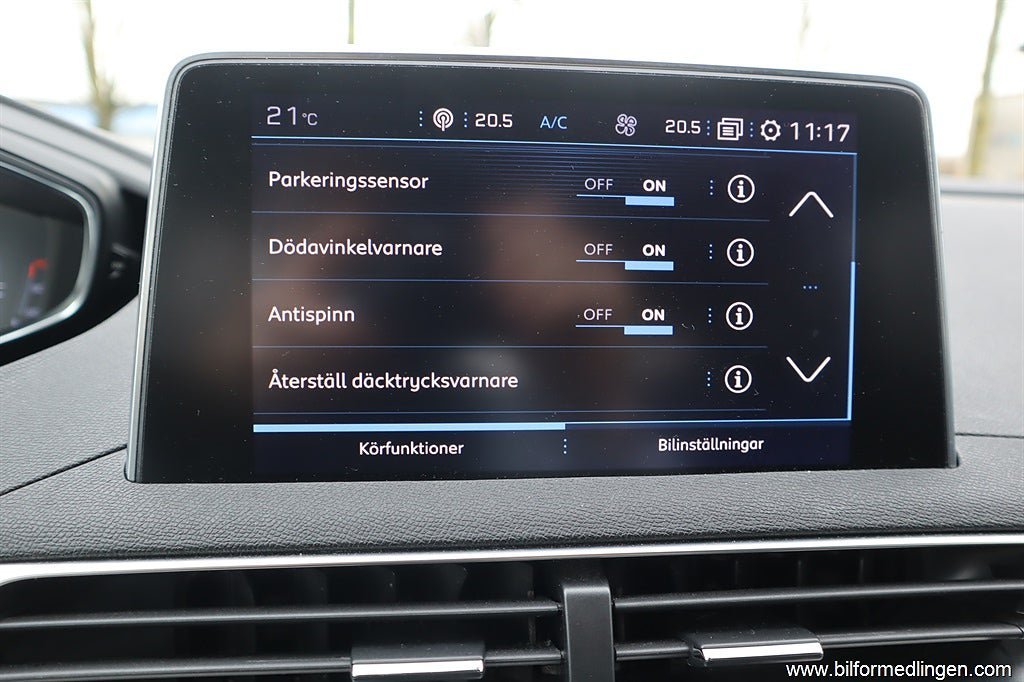 21°C 20.5 A/C 20.5 11:17
Parkeringssensor OFF ON
Dödavinkelvarnare OFF ON
Antispinn OFF ON
Återställ däcktrycksvarnare
Körfunktioner Bilinställningar
www.bilformedlingen.com